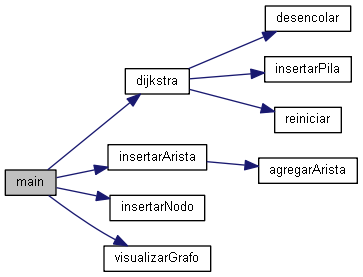 desencolar
insertarPila
dijkstra
reiniciar
insertarArista
agregarArista
main
insertarNodo
visualizarGrafo